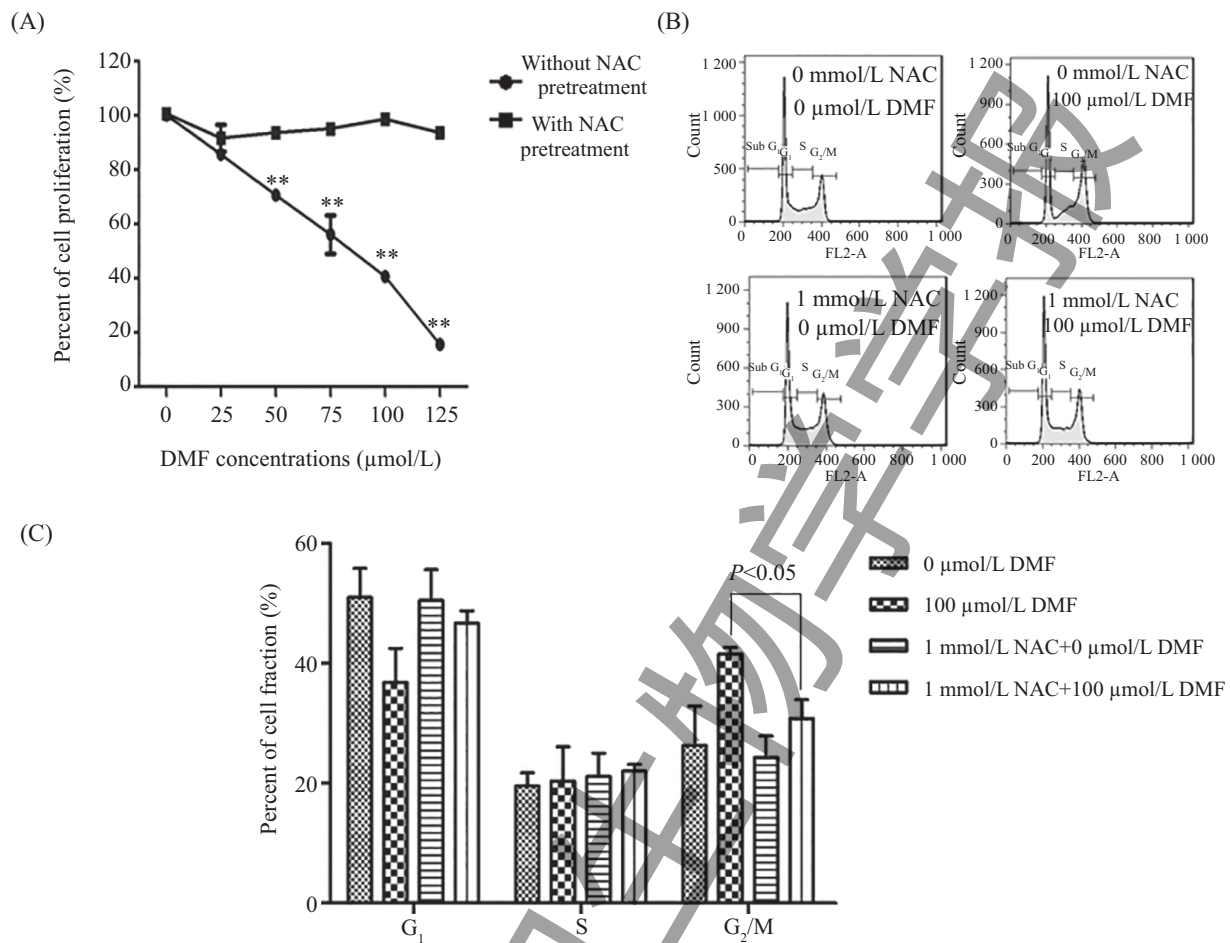 (A)
120
100
80
60
40
20
0
Percent of cell proliferation (%)
0 25 50 75 100 125
DMF concentrations (μmol/L)
**
**
**
**
Without NAC
pretreatment
With NAC
pretreatment
(B)
1 200
1 000
500
0
Count
0 mmol/L NAC
0 μmol/L DMF
Sub G1 G1 S G2/M
0 200 400 600 800 1 000
FL2-A
1 200
900
600
300
0
Count
0 mmol/L NAC
100 μmol/L DMF
Sub G1 G1 S G2/M
0 200 400 600 800 1 000
FL2-A
1 200
900
600
300
0
Count
1 mmol/L NAC
0 μmol/L DMF
Sub G1 G1 S G2/M
0 200 400 600 800 1 000
FL2-A
1 200
900
600
300
0
Count
1 mmol/L NAC
100 μmol/L DMF
Sub G1 G1 S G2/M
0 200 400 600 800 1 000
FL2-A
(C)
60
40
20
0
Percent of cell fraction (%)
P<0.05
G1 S G2/M
0 μmol/L DMF
100 μmol/L DMF
1 mmol/L NAC+0 μmol/L DMF
1 mmol/L NAC+100 μmol/L DMF
生物学学报